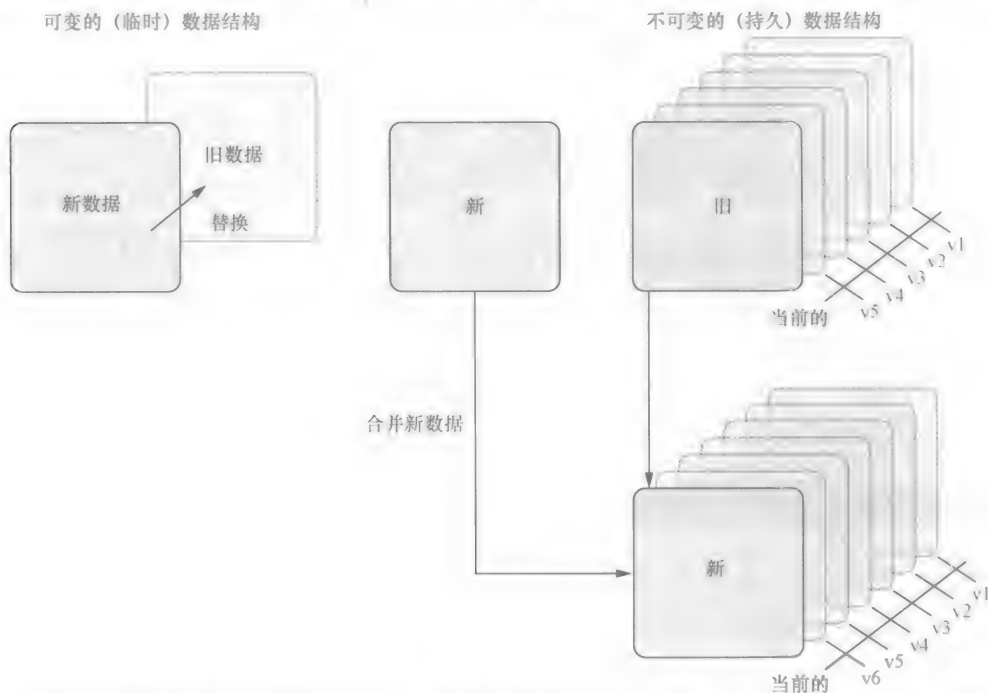 可变的（临时）数据结构
不可变的（持久）数据结构
旧数据
新数据
替换
新
旧
v1
v2
v3
v4
v5
当前的
合并新数据
新
v1
v2
v3
v4
v5
v6
当前的